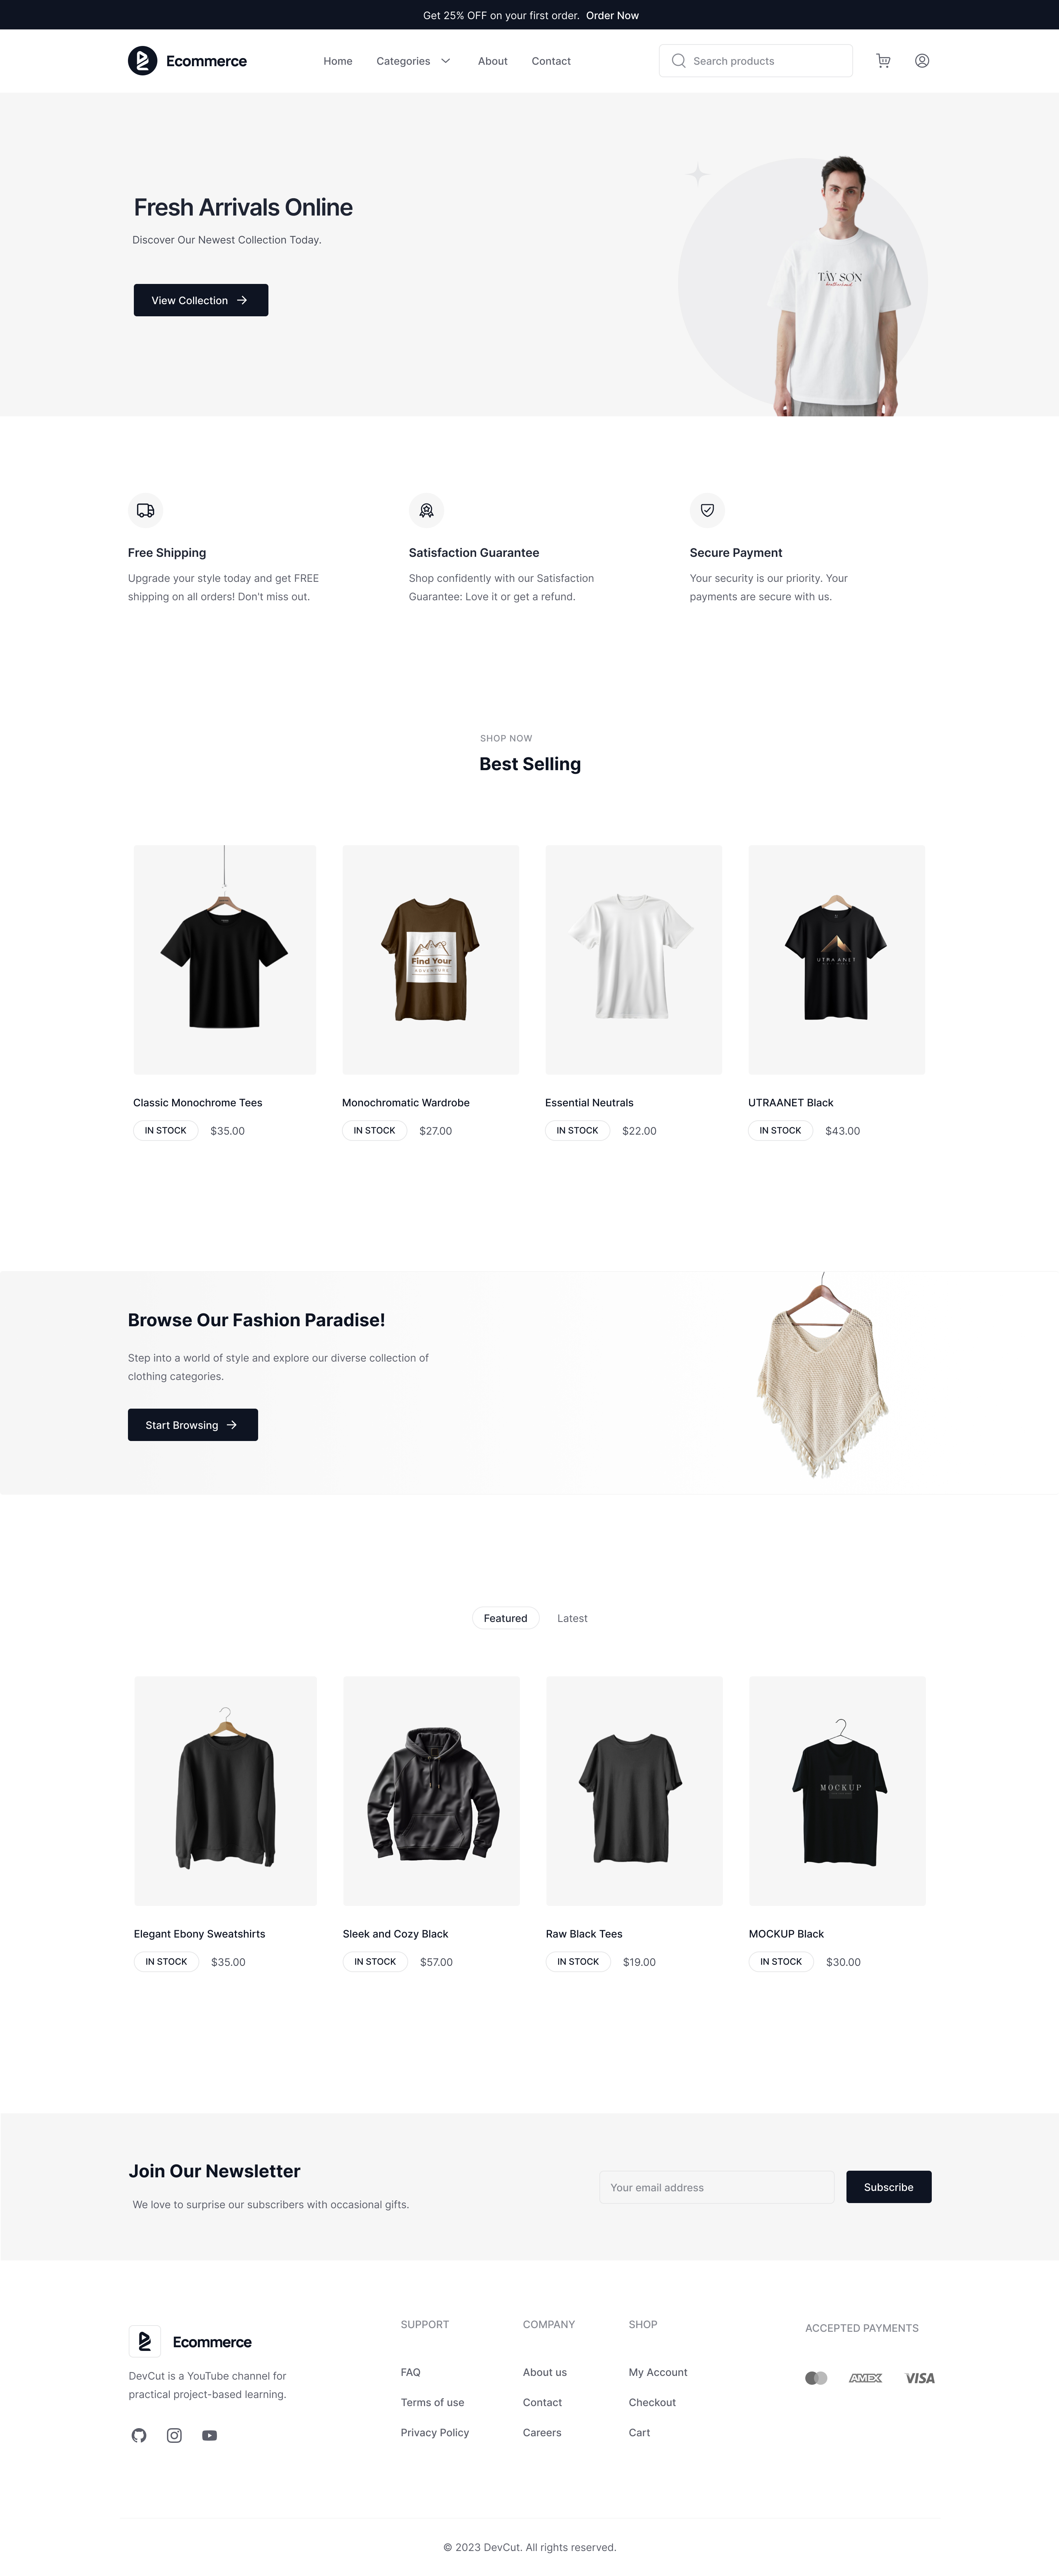 Get 25% OFF on your first order. Order Now
Ecommerce
Home
Categories
About
Contact
Search products
Fresh Arrivals Online
Discover Our Newest Collection Today.
View Collection
TÂY SƠN
brotherhood
Free Shipping
Upgrade your style today and get FREE
shipping on all orders! Don't miss out.
Satisfaction Guarantee
Shop confidently with our Satisfaction
Guarantee: Love it or get a refund.
Secure Payment
Your security is our priority. Your
payments are secure with us.
SHOP NOW
Best Selling
Find Your
ADVENTURE
UTRAANET
Classic Monochrome Tees
IN STOCK $35.00
Monochromatic Wardrobe
IN STOCK $27.00
Essential Neutrals
IN STOCK $22.00
UTRAANET Black
IN STOCK $43.00
Browse Our Fashion Paradise!
Step into a world of style and explore our diverse collection of
clothing categories.
Start Browsing
Featured
Latest
MOCKUP
Elegant Ebony Sweatshirts
IN STOCK $35.00
Sleek and Cozy Black
IN STOCK $57.00
Raw Black Tees
IN STOCK $19.00
MOCKUP Black
IN STOCK $30.00
Join Our Newsletter
We love to surprise our subscribers with occasional gifts.
Your email address
Subscribe
Ecommerce
DevCut is a YouTube channel for
practical project-based learning.
SUPPORT
FAQ
Terms of use
Privacy Policy
COMPANY
About us
Contact
Careers
SHOP
My Account
Checkout
Cart
ACCEPTED PAYMENTS
AMEX
VISA
© 2023 DevCut. All rights reserved.